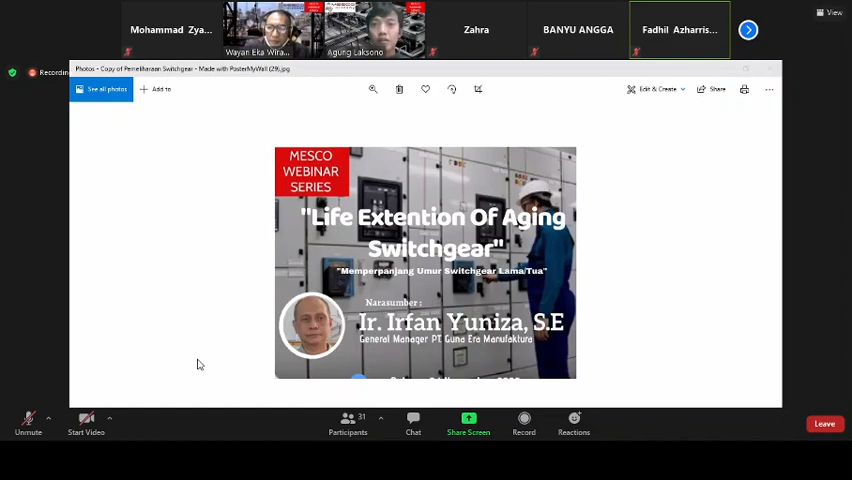 View
Mohammad Zya...
Wayan Eka Wira...
Agung Laksono
Zahra
BANYU ANGGA
Fadhil Azharris...
Recording
Photos - Copy of Pemeliharaan Switchgear - Made with PosterMyWall (29).jpg
See all photos
Add to
Edit & Create
Share
MESCO
WEBINAR
SERIES
"Life Extention Of Aging
Switchgear"
"Memperpanjang Umur Switchgear Lama/Tua"
Narasumber :
Ir. Irfan Yuniza, S.E
General Manager PT. Guna Era Manufaktura
Unmute
Start Video
31
Participants
Chat
Share Screen
Record
Reactions
Leave